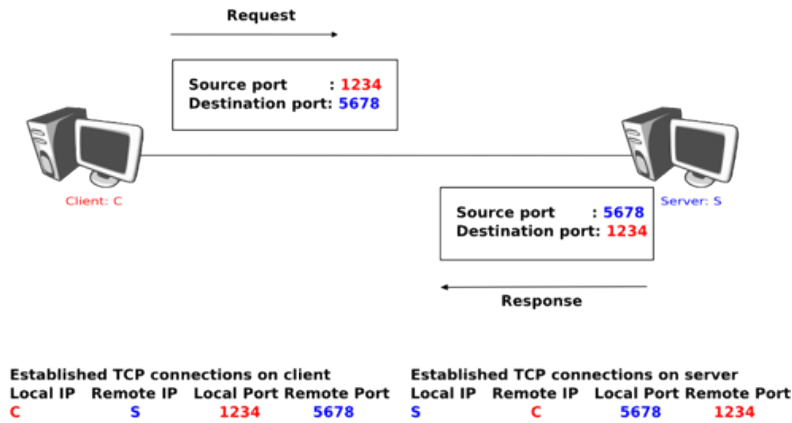 Request
Source port : 1234
Destination port: 5678
Client: C
Server: S
Source port : 5678
Destination port: 1234
Response
Established TCP connections on client
Local IP Remote IP Local Port Remote Port
C S 1234 5678
Established TCP connections on server
Local IP Remote IP Local Port Remote Port
S C 5678 1234